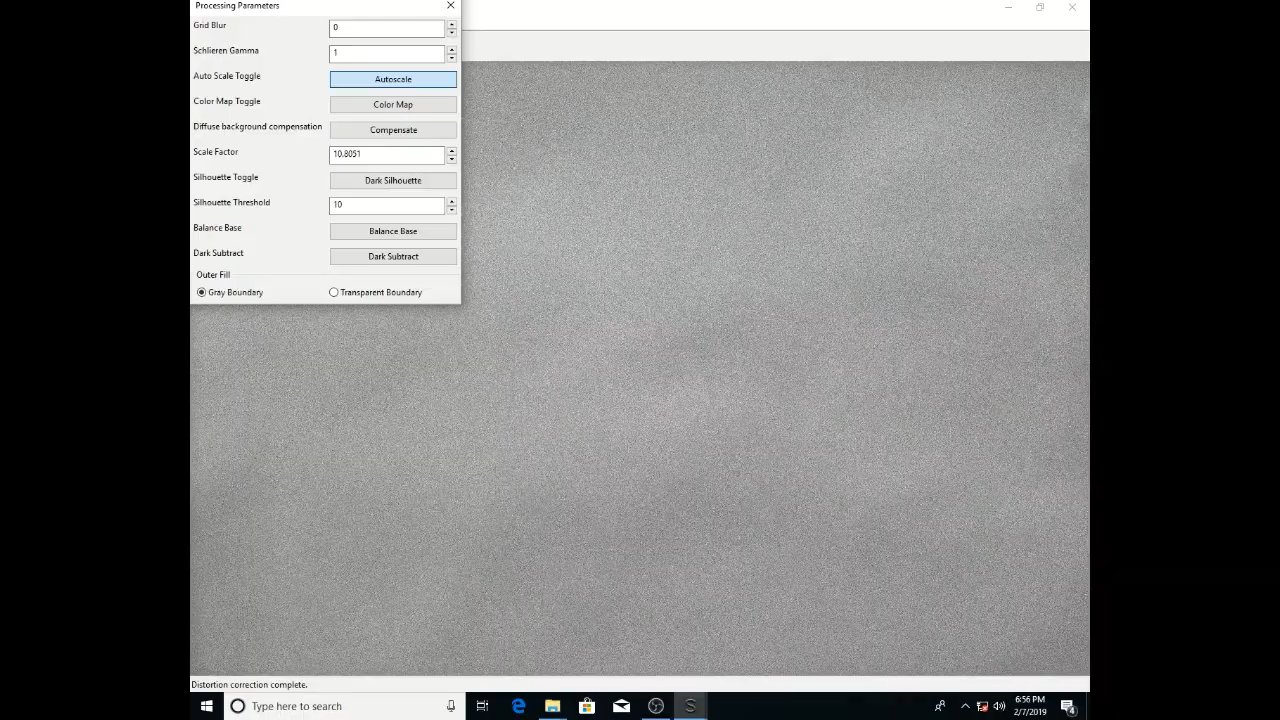 Processing Parameters
Grid Blur 0
Schlieren Gamma 1
Auto Scale Toggle Autoscale
Color Map Toggle Color Map
Diffuse background compensation Compensate
Scale Factor 10.8051
Silhouette Toggle Dark Silhouette
Silhouette Threshold 10
Balance Base Balance Base
Dark Subtract Dark Subtract
Outer Fill
Gray Boundary Transparent Boundary
Distortion correction complete.
Type here to search
S
6:56 PM
2/7/2019
4